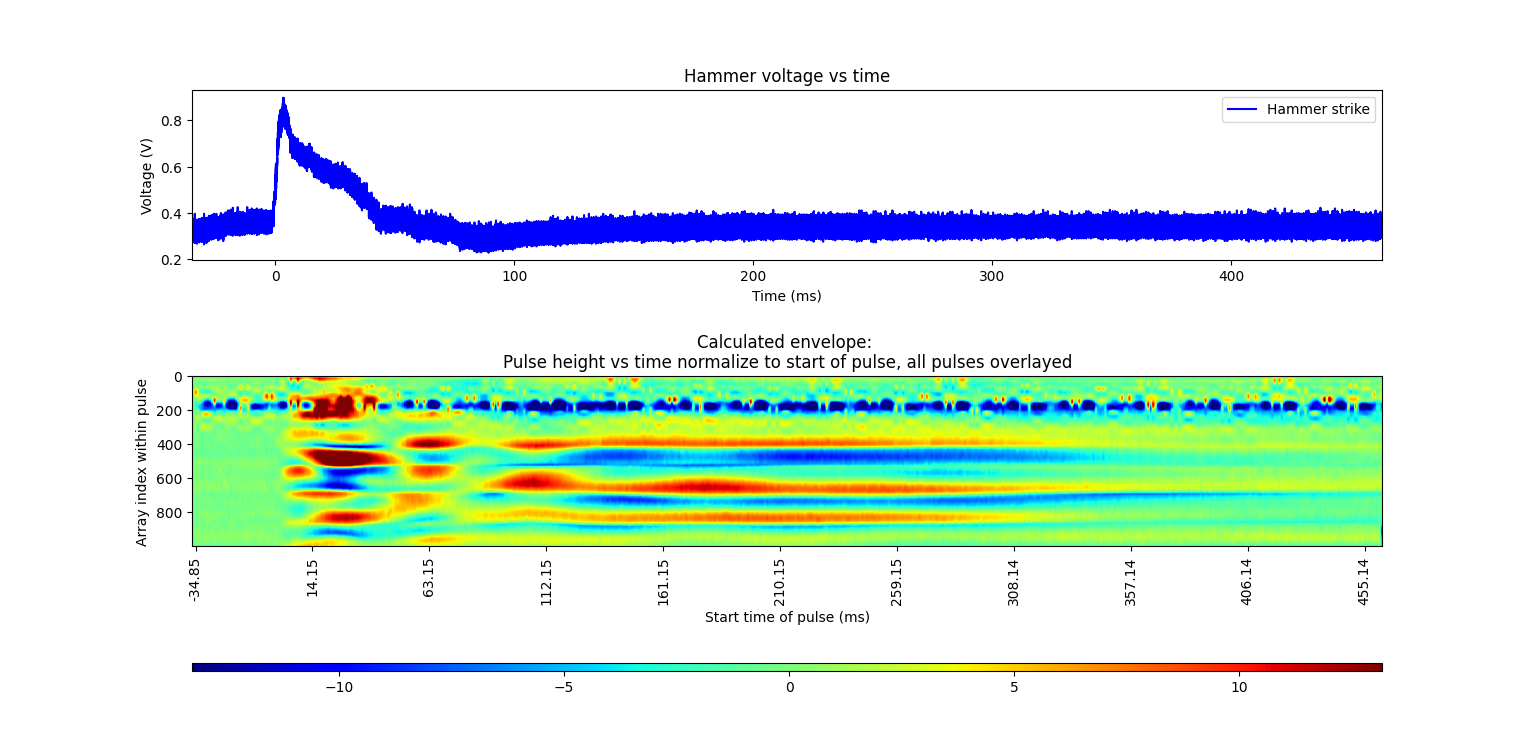 Hammer voltage vs time
Hammer strike
0.8
0.6
0.4
0.2
Voltage (V)
0 100 200 300 400
Time (ms)
Calculated envelope:
Pulse height vs time normalize to start of pulse, all pulses overlayed
0
200
400
600
800
Array index within pulse
-34.85 14.15 63.15 112.15 161.15 210.15 259.15 308.14 357.14 406.14 455.14
Start time of pulse (ms)
−10 −5 0 5 10